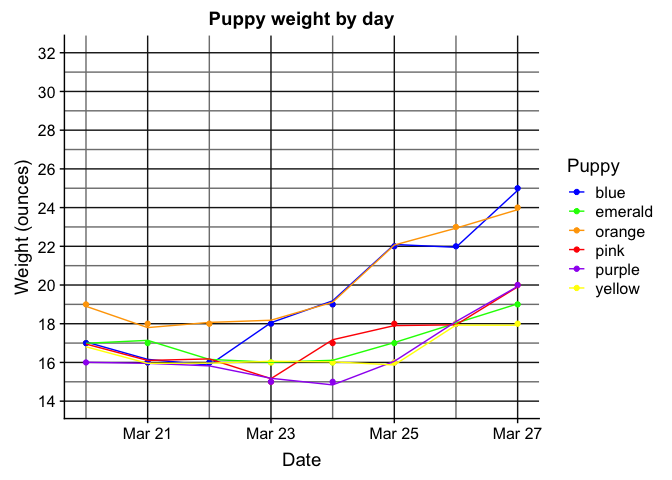 Puppy weight by day
Weight (ounces)
32
30
28
26
24
22
20
18
16
14
Mar 21 Mar 23 Mar 25 Mar 27
Date
Puppy
blue
emerald
orange
pink
purple
yellow